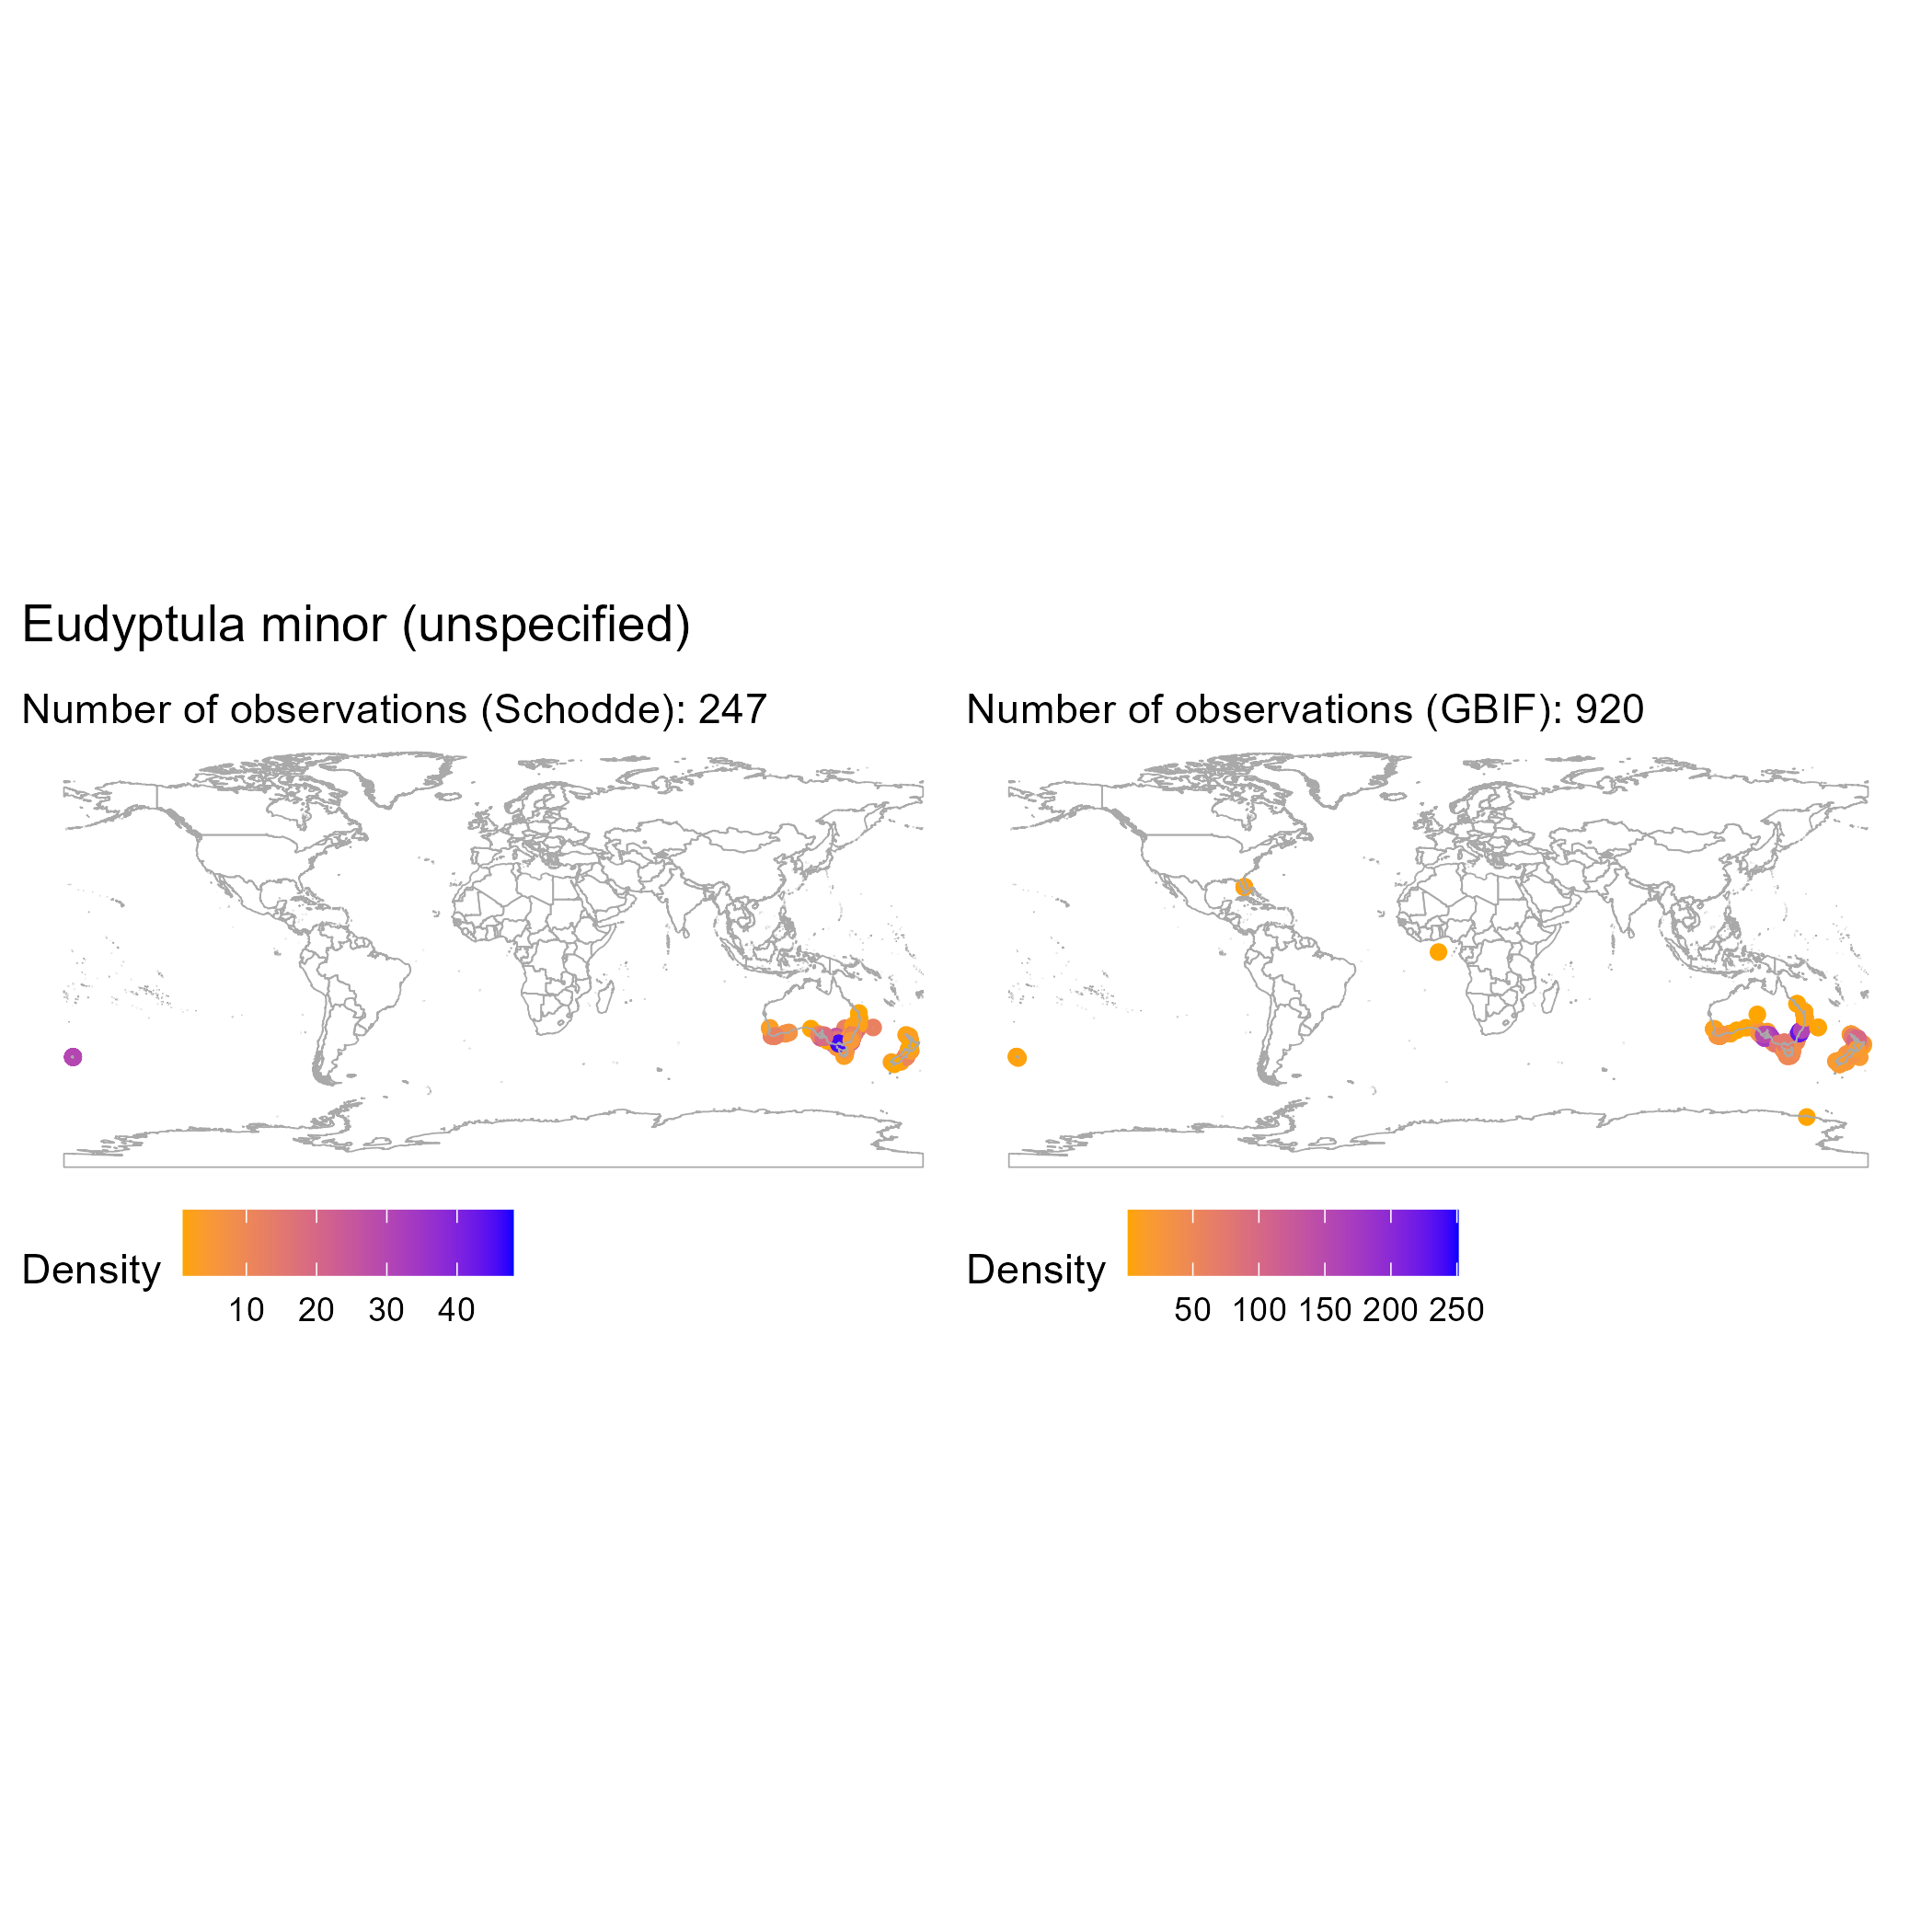 Eudyptula minor (unspecified)
Number of observations (Schodde): 247
Number of observations (GBIF): 920
Density
10 20 30 40
Density
50 100 150 200 250